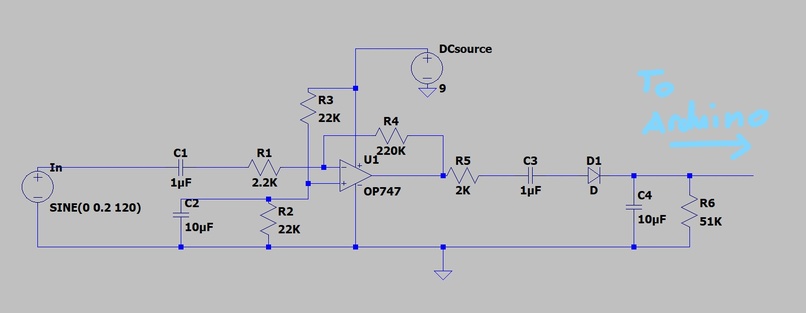 DCsource
9
R3
22K
R4
220K
In
C1
1µF
R1
2.2K
U1
OP747
R5
2K
C3
1µF
D1
D
SINE(0 0.2 120)
C2
10µF
R2
22K
C4
10µF
R6
51K
To
Arduino